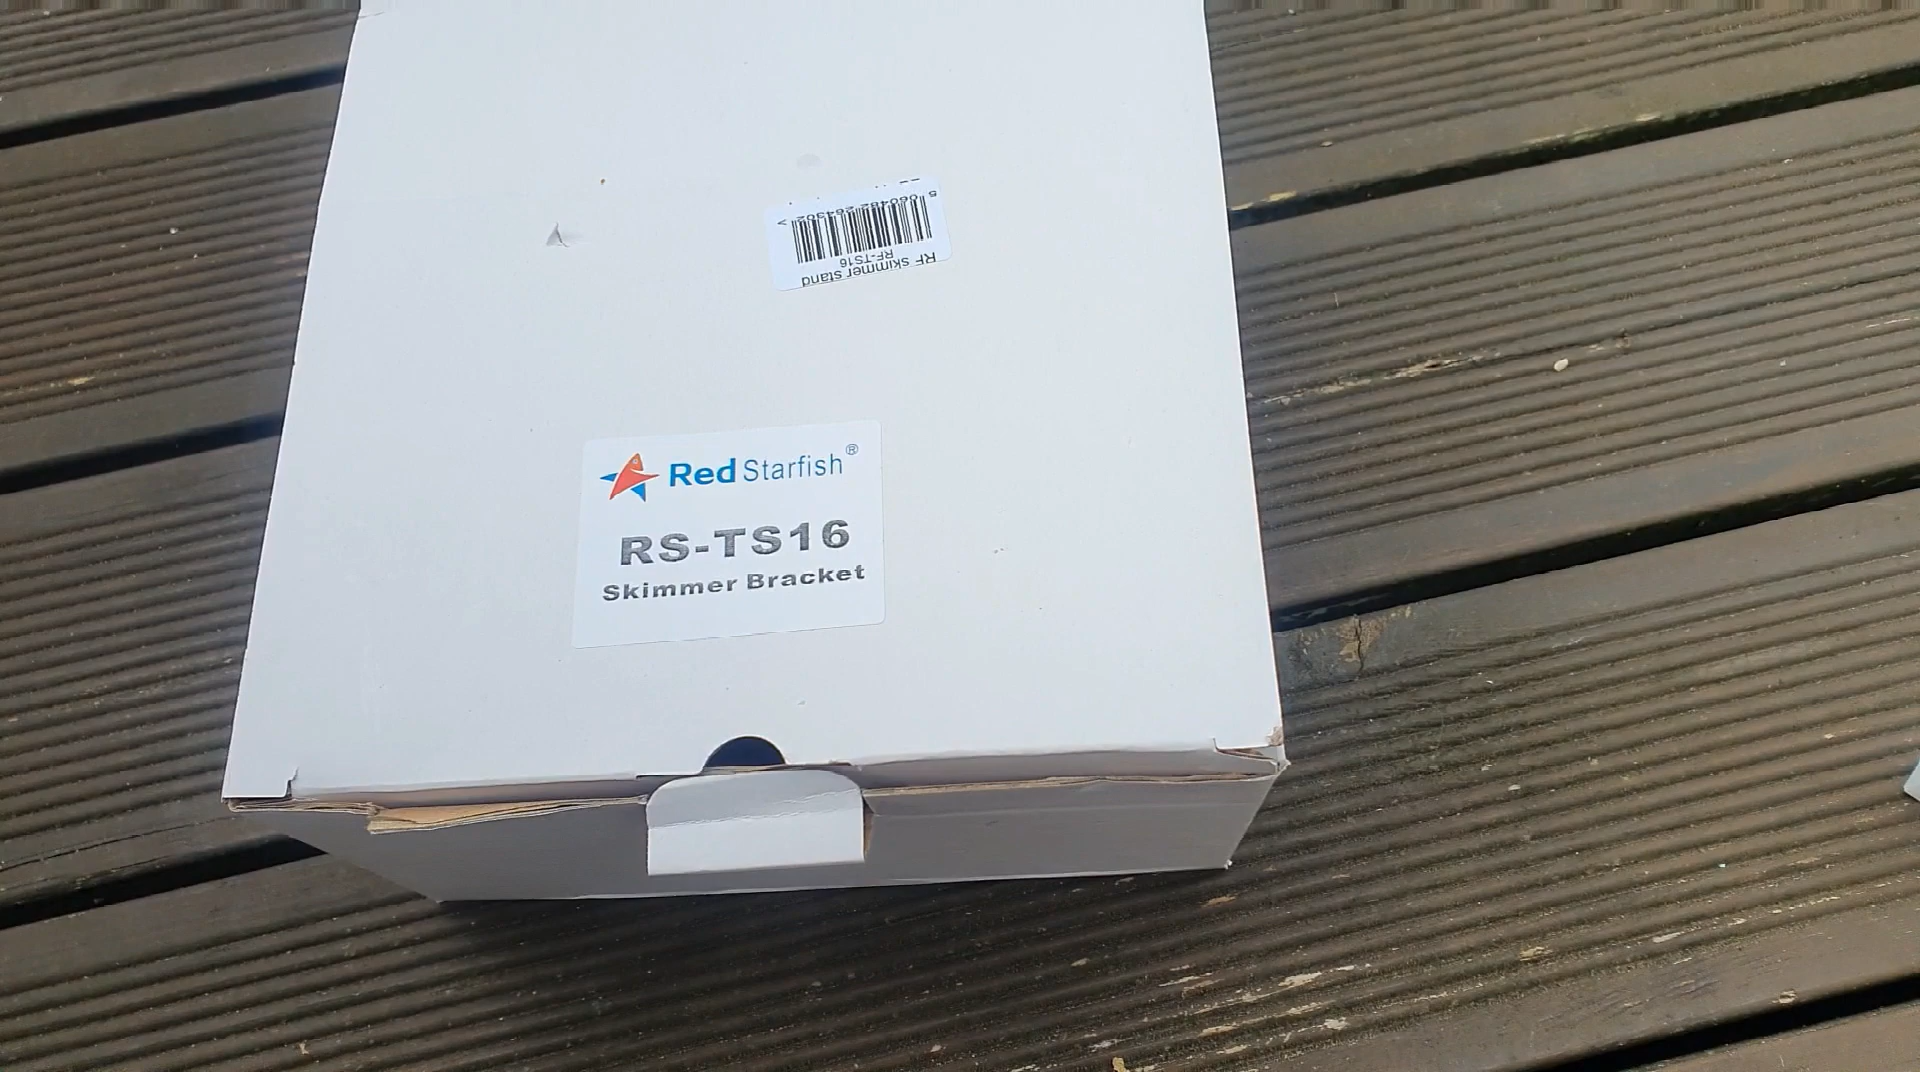 RF skimmer stand
RF-TS16
Red Starfish®
RS-TS16
Skimmer Bracket